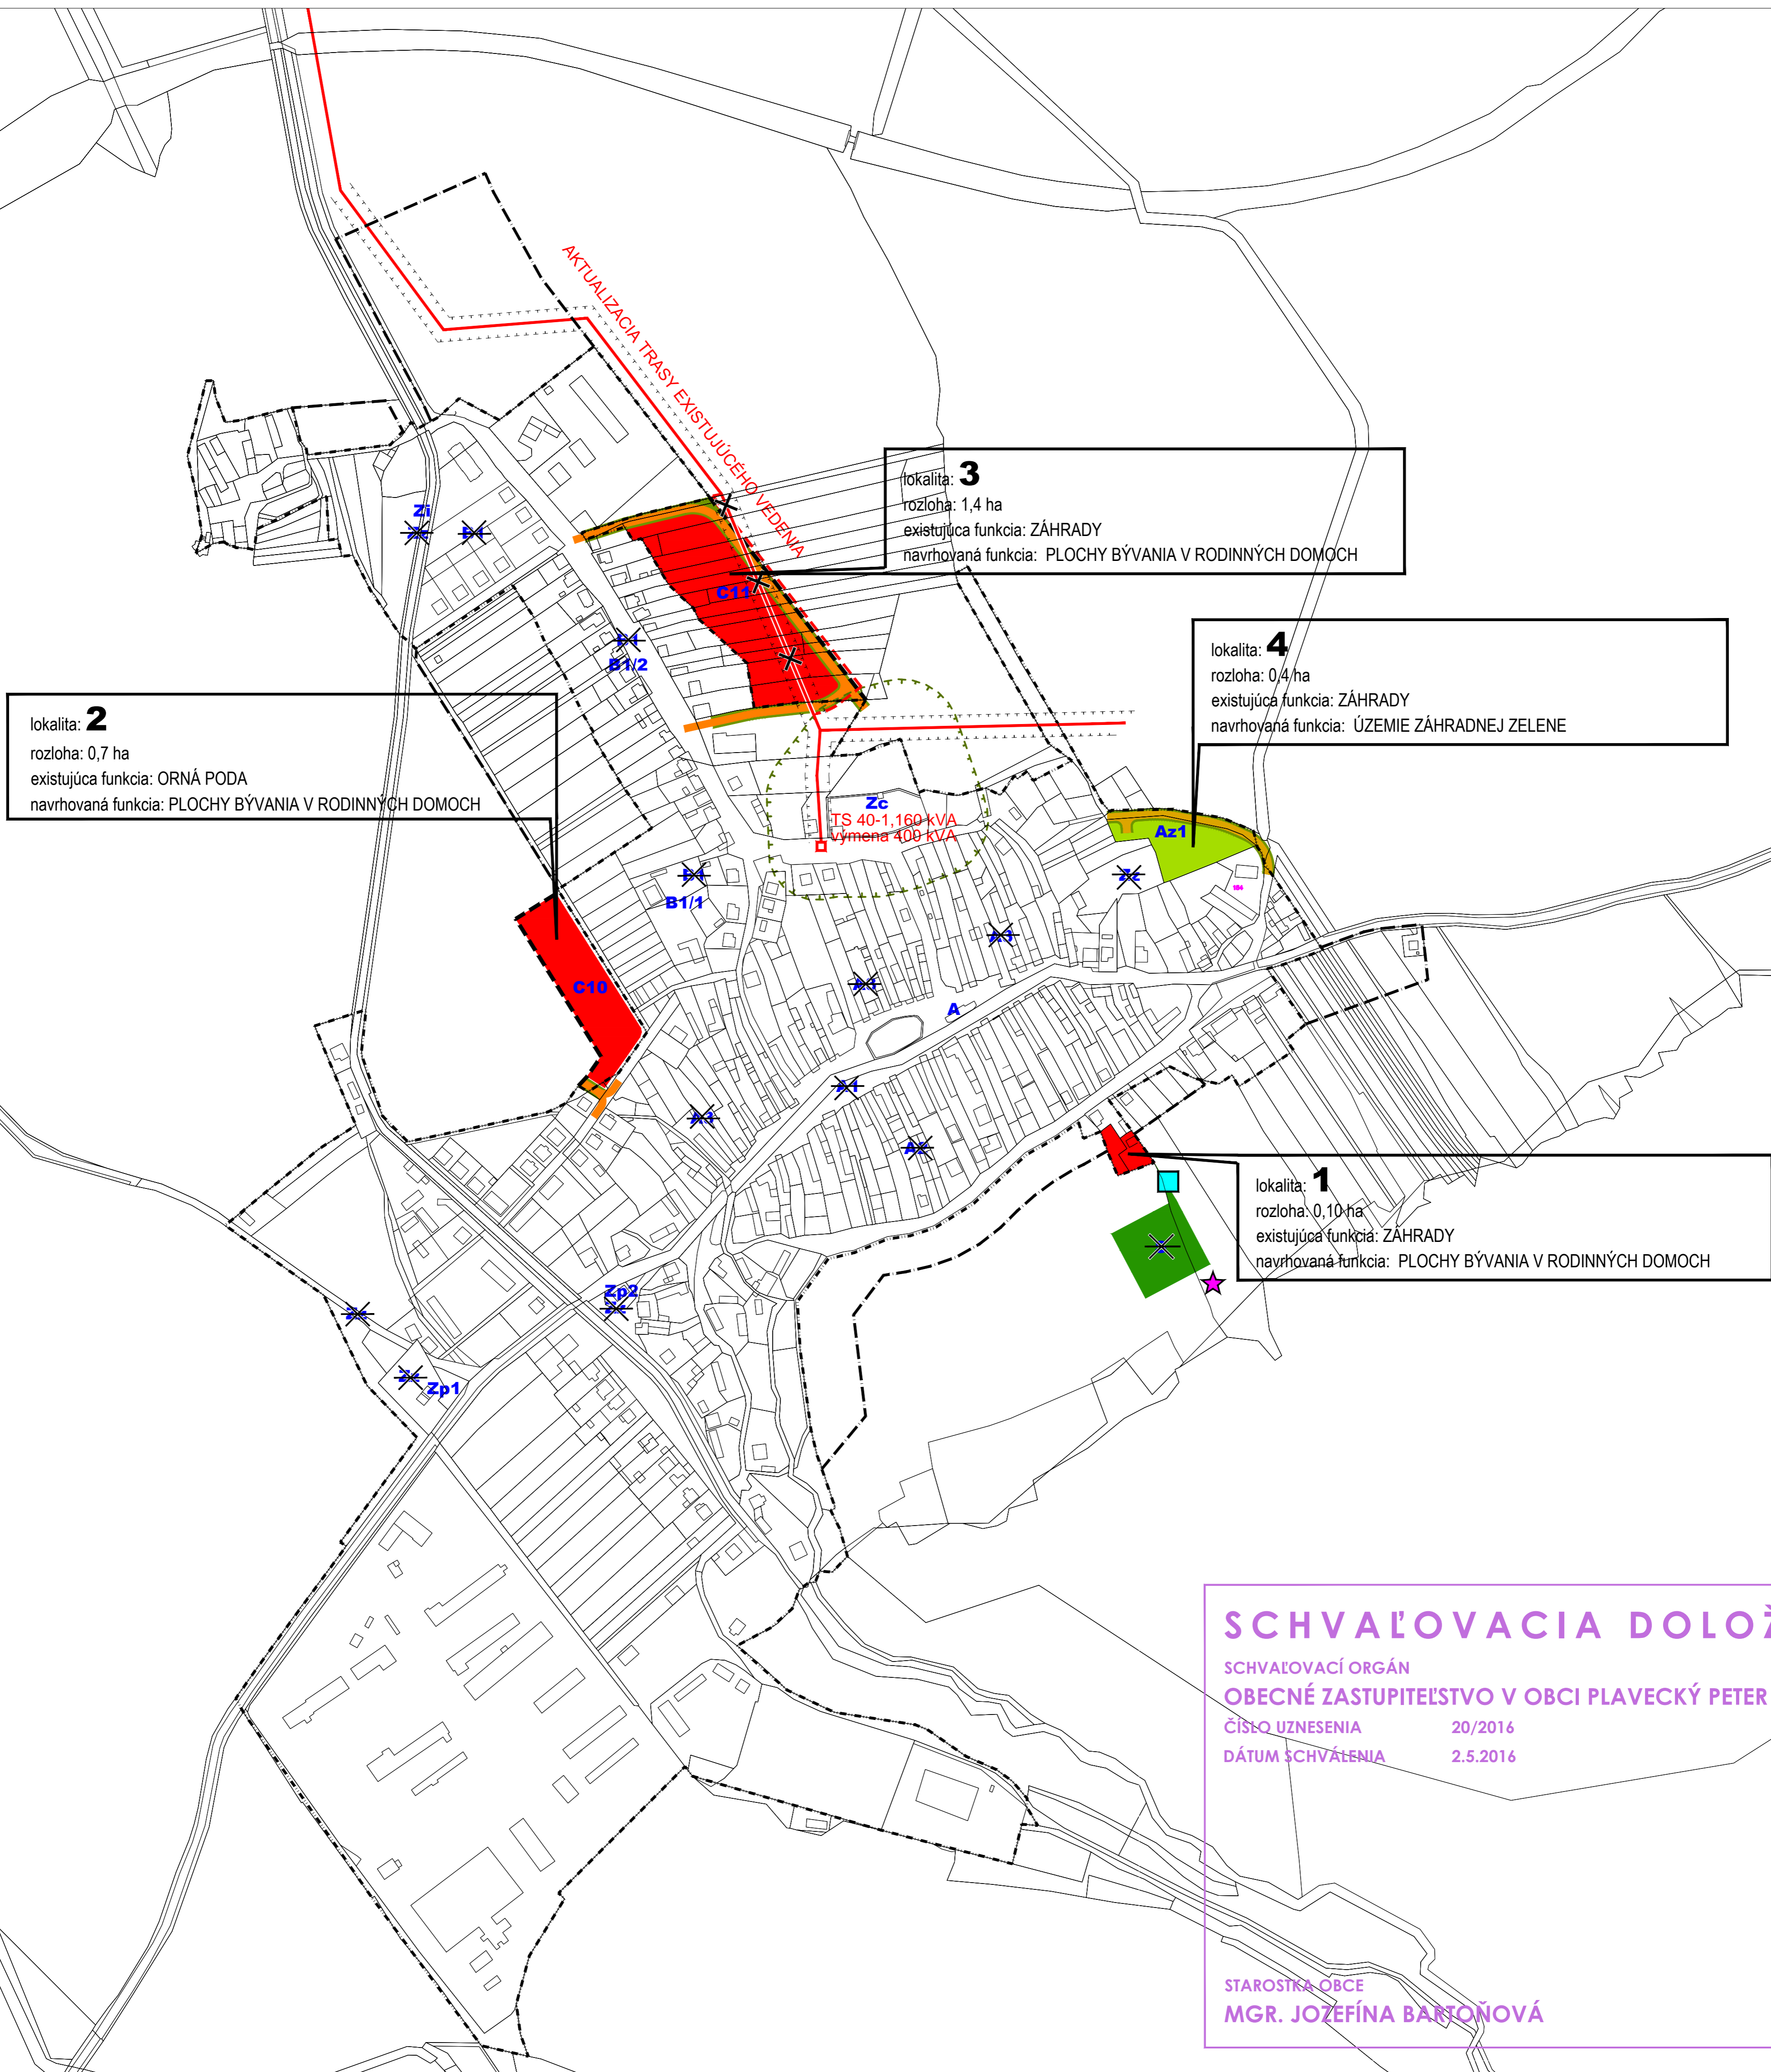 AKTUALIZACIA TRASY EXISTUJÚCÉHO VEDENIA
lokalita: 3
rozloha: 1,4 ha
existujúca funkcia: ZÁHRADY
navrhovaná funkcia: PLOCHY BÝVANIA V RODINNÝCH DOMOCH
Zi
C11
B1/2
lokalita: 4
rozloha: 0,4 ha
existujúca funkcia: ZÁHRADY
navrhovaná funkcia: ÚZEMIE ZÁHRADNEJ ZELENE
lokalita: 2
rozloha: 0,7 ha
existujúca funkcia: ORNÁ PODA
navrhovaná funkcia: PLOCHY BÝVANIA V RODINNÝCH DOMOCH
Zc
TS 40-1,160 kVA
výmena 400 kVA
Az1
B1/1
C10
A
lokalita: 1
rozloha: 0,10 ha
existujúca funkcia: ZÁHRADY
navrhovaná funkcia: PLOCHY BÝVANIA V RODINNÝCH DOMOCH
Zp2
Zp1
SCHVAĽOVACIA DOLOŽ
SCHVAĽOVACÍ ORGÁN
OBECNÉ ZASTUPITEĽSTVO V OBCI PLAVECKÝ PETER
ČÍSLO UZNESENIA 20/2016
DÁTUM SCHVÁLENIA 2.5.2016
STAROSTKA OBCE
MGR. JOZEFÍNA BARTOŇOVÁ